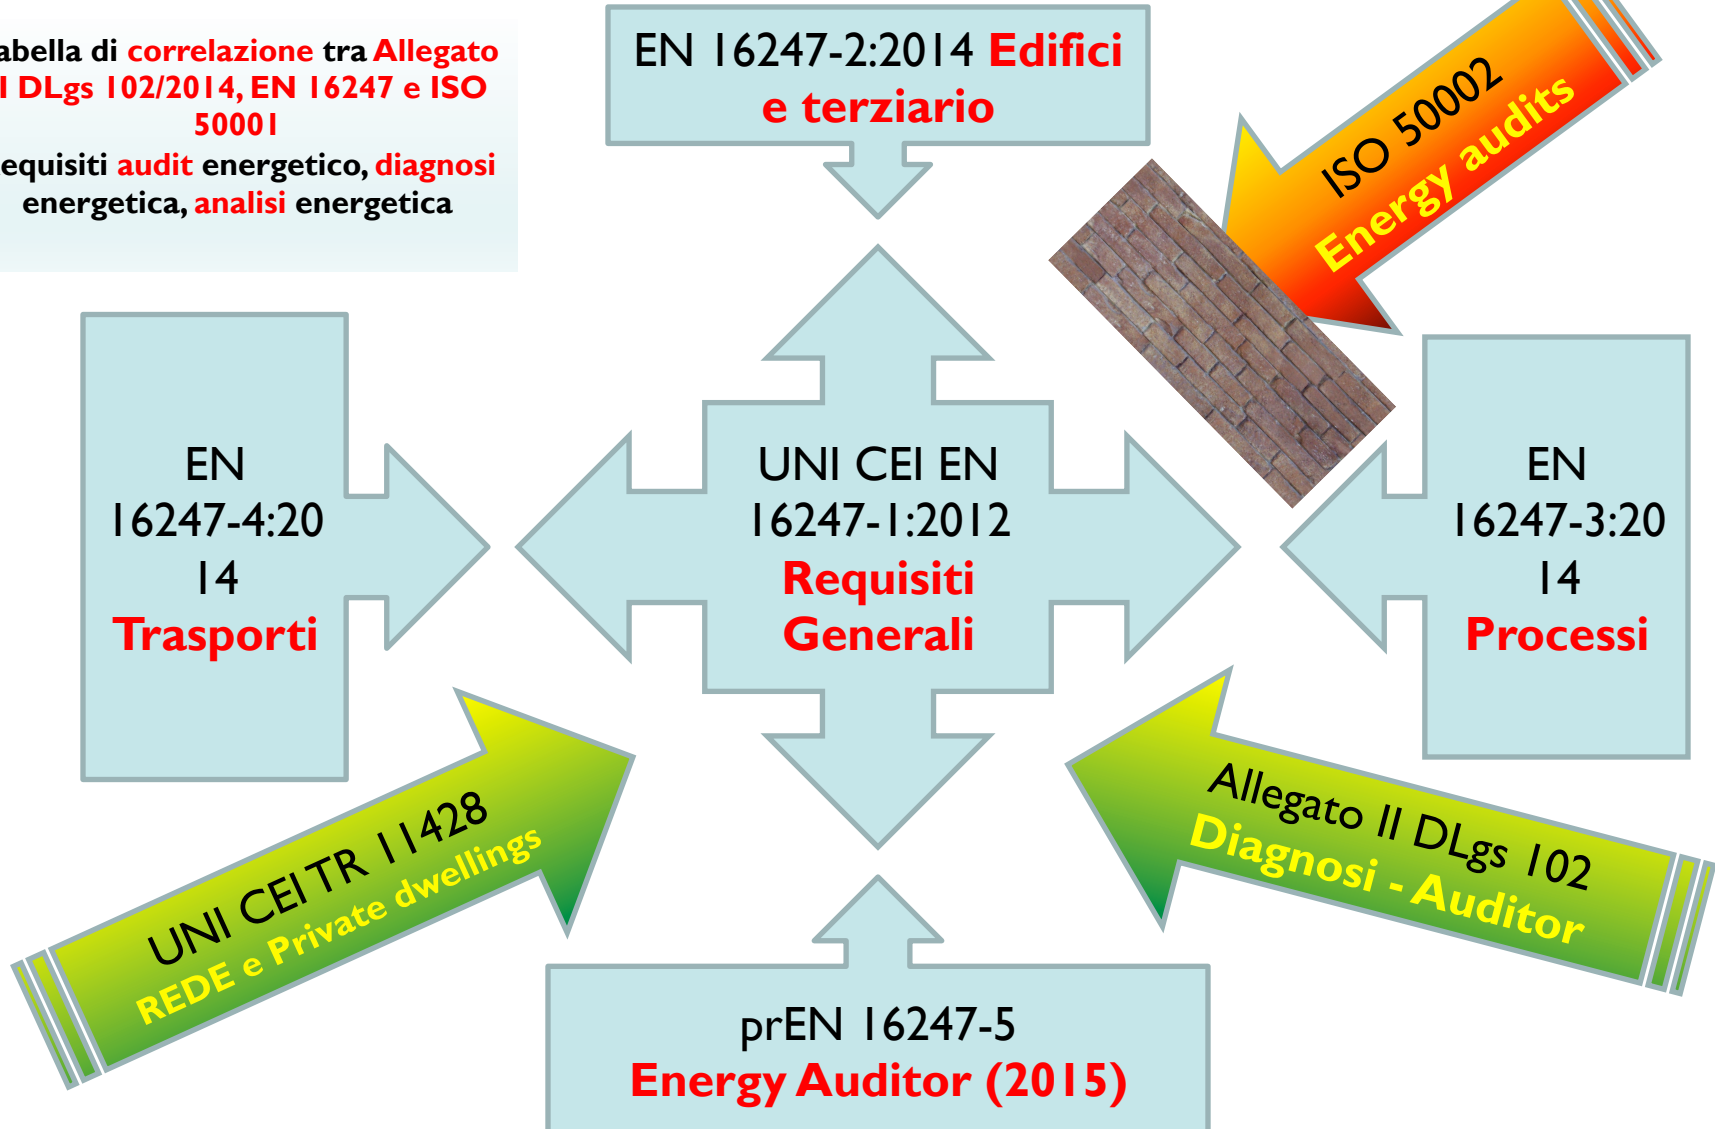 abella di correlazione tra Allegato
I DLgs 102/2014, EN 16247 e ISO
50001
equisiti audit energetico, diagnosi
energetica, analisi energetica
EN 16247-2:2014 Edifici
e terziario
ISO 50002
Energy audits
EN
16247-4:20
14
Trasporti
UNI CEI EN
16247-1:2012
Requisiti
Generali
EN
16247-3:20
14
Processi
UNI CEI TR 11428
REDE e Private dwellings
Allegato II DLgs 102
Diagnosi - Auditor
prEN 16247-5
Energy Auditor (2015)